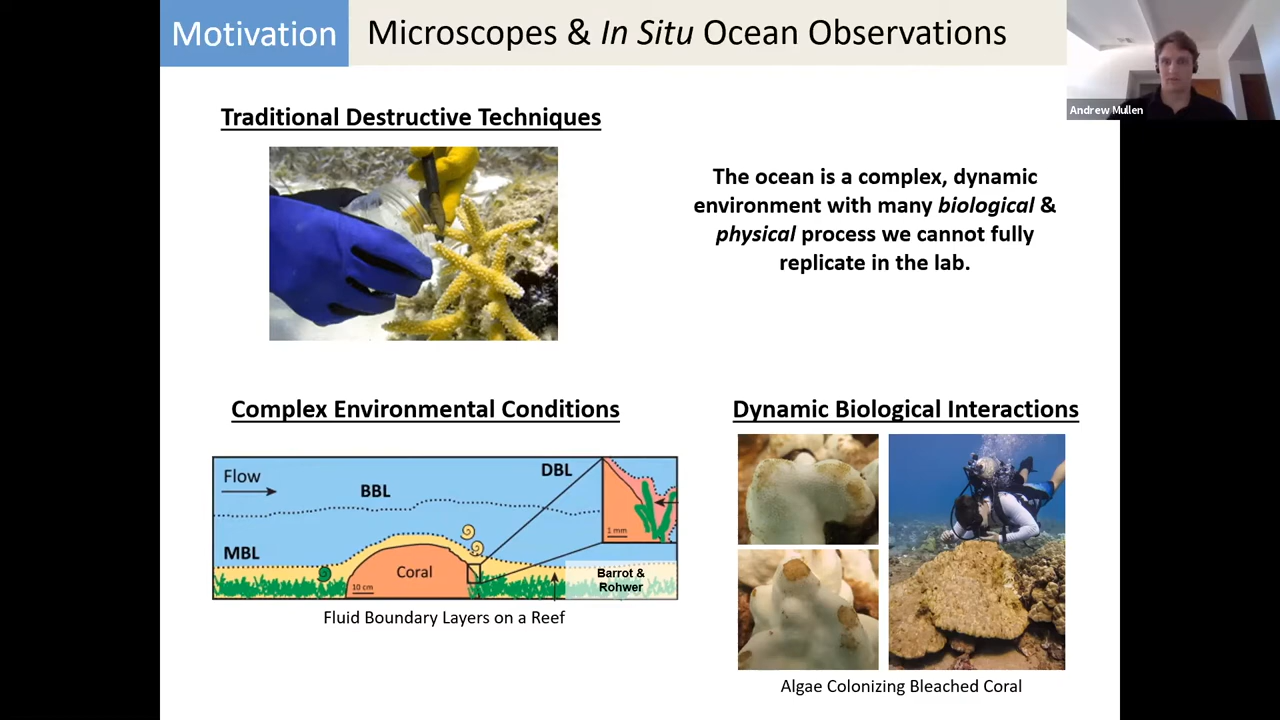 Motivation
Microscopes & In Situ Ocean Observations
Andrew Mullen
Traditional Destructive Techniques
The ocean is a complex, dynamic
environment with many biological &
physical process we cannot fully
replicate in the lab.
Complex Environmental Conditions
Flow
BBL
DBL
MBL
Coral
10 cm
1 mm
Barrot &
Rohwer
Fluid Boundary Layers on a Reef
Dynamic Biological Interactions
Algae Colonizing Bleached Coral